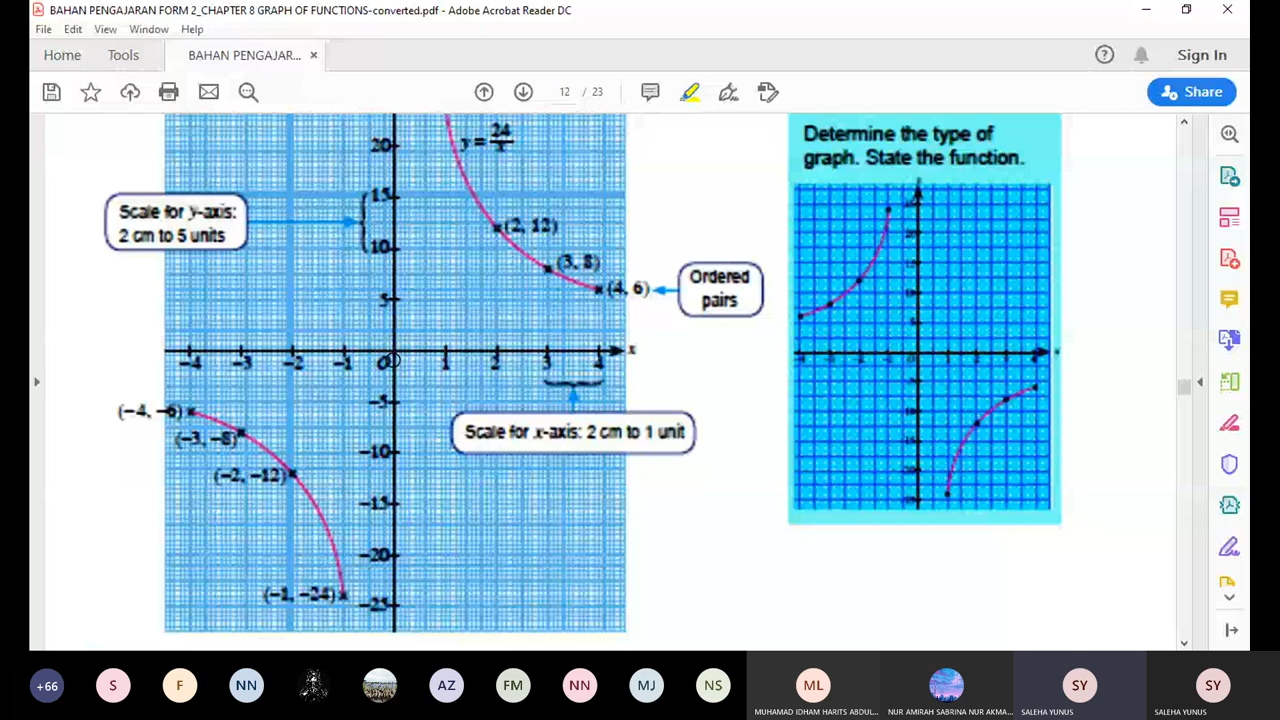 BAHAN PENGAJARAN FORM 2_CHAPTER 8 GRAPH OF FUNCTIONS-converted.pdf - Adobe Acrobat Reader DC
File Edit View Window Help
Home Tools BAHAN PENGAJAR... ×
? Sign In
12 / 23
Share
20
y = 24/x
Scale for y-axis:
2 cm to 5 units
15
10
5
(2, 12)
(3, 8)
(4, 6)
Ordered
pairs
x
-4 -3 -2 -1 0 1 2 3 4
Scale for x-axis: 2 cm to 1 unit
(-4, -6)
(-3, -8)
(-2, -12)
(-1, -24)
-5
-10
-15
-20
-25
Determine the type of
graph. State the function.
+66 S F NN AZ FM NN MJ NS ML SY SY
MUHAMAD IDHAM HARITS ABDUL... NUR AMIRAH SABRINA NUR AKMA... SALEHA YUNUS SALEHA YUNUS